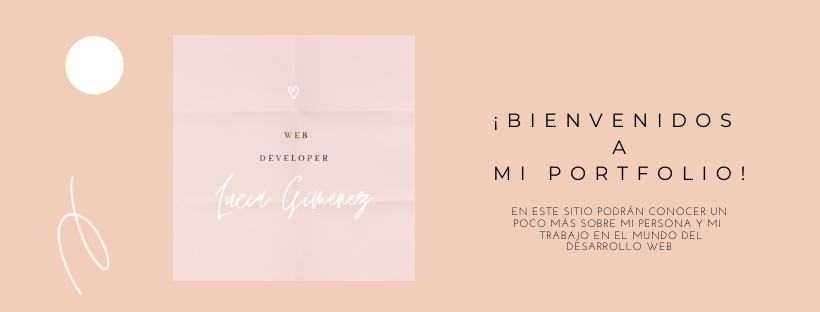 WEB
DEVELOPER
Lucca Gimenez
¡BIENVENIDOS
A
MI PORTFOLIO!
EN ESTE SITIO PODRÁN CONOCER UN
POCO MÁS SOBRE MI PERSONA Y MI
TRABAJO EN EL MUNDO DEL
DESARROLLO WEB